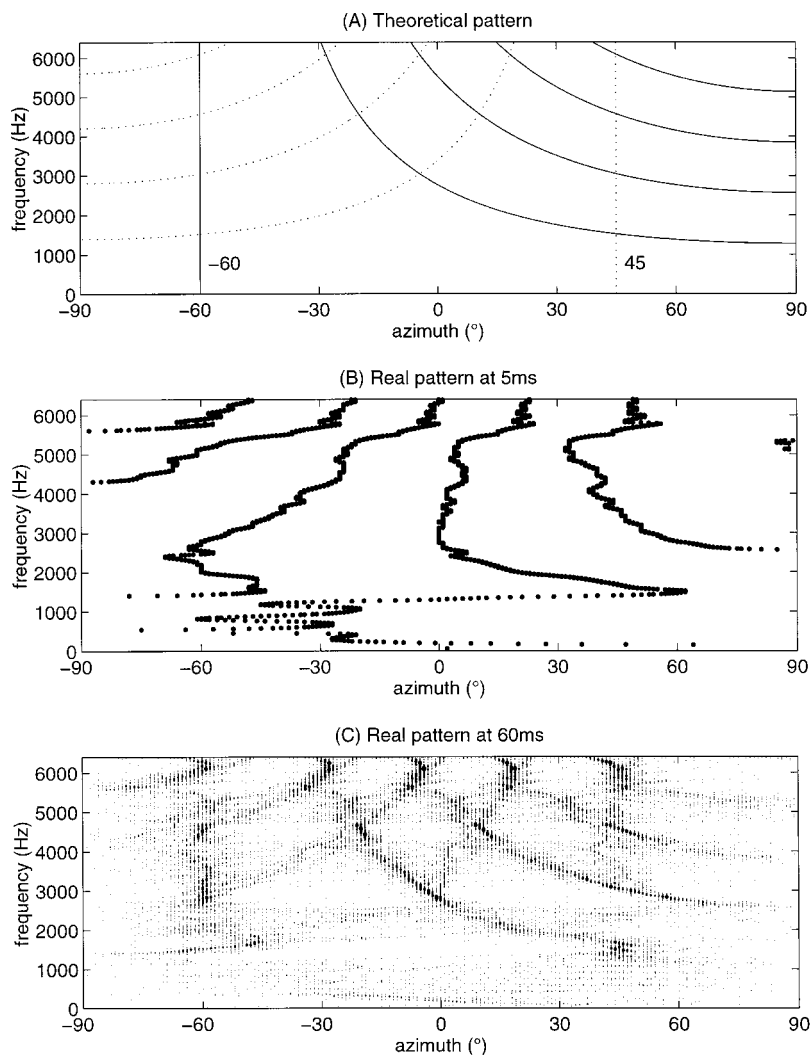 (A) Theoretical pattern
frequency (Hz)
6000
5000
4000
3000
2000
1000
0
−60
45
−90 −60 −30 0 30 60 90
azimuth (°)
(B) Real pattern at 5ms
frequency (Hz)
6000
5000
4000
3000
2000
1000
0
−90 −60 −30 0 30 60 90
azimuth (°)
(C) Real pattern at 60ms
frequency (Hz)
6000
5000
4000
3000
2000
1000
0
−90 −60 −30 0 30 60 90
azimuth (°)